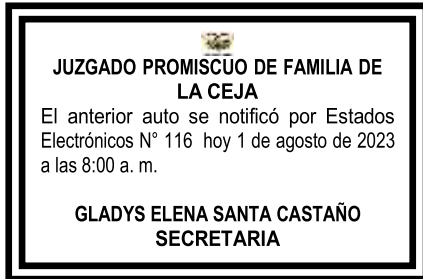 JUZGADO PROMISCUO DE FAMILIA DE
LA CEJA
El anterior auto se notificó por Estados
Electrónicos N° 116 hoy 1 de agosto de 2023
a las 8:00 a. m.
GLADYS ELENA SANTA CASTAÑO
SECRETARIA